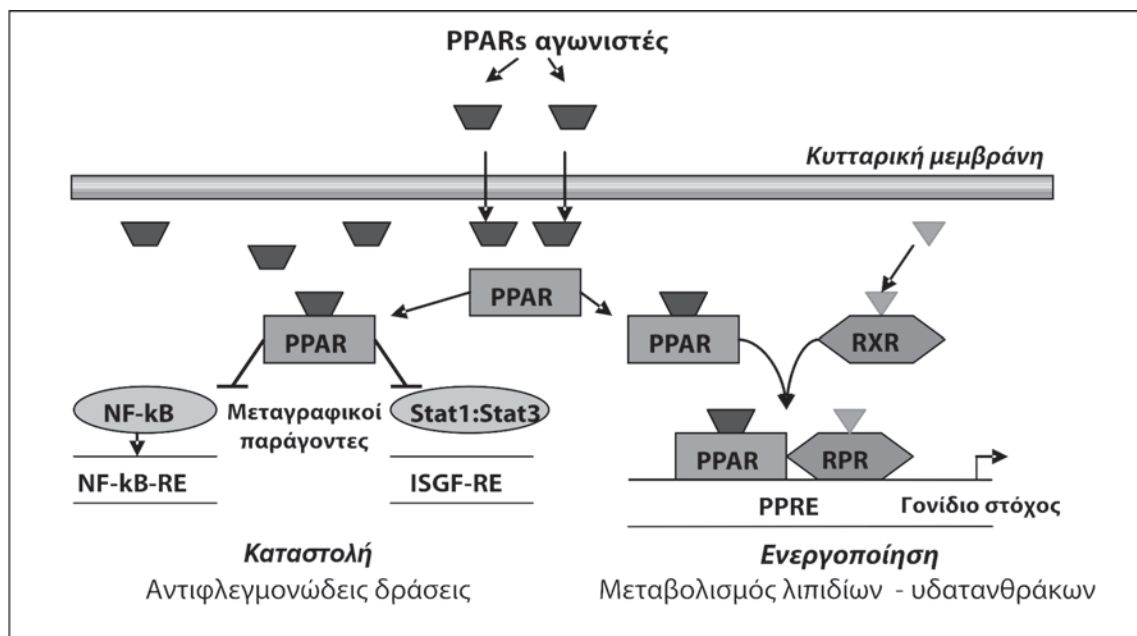 PPARs αγωνιστές
Κυτταρική μεμβράνη
PPAR
PPAR
PPAR
RXR
NF-kB
Μεταγραφικοί
παράγοντες
Stat1:Stat3
PPAR
RPR
NF-kB-RE
ISGF-RE
PPRE
Γονίδιο στόχος
Καταστολή
Αντιφλεγμονώδεις δράσεις
Ενεργοποίηση
Μεταβολισμός λιπιδίων - υδατανθράκων